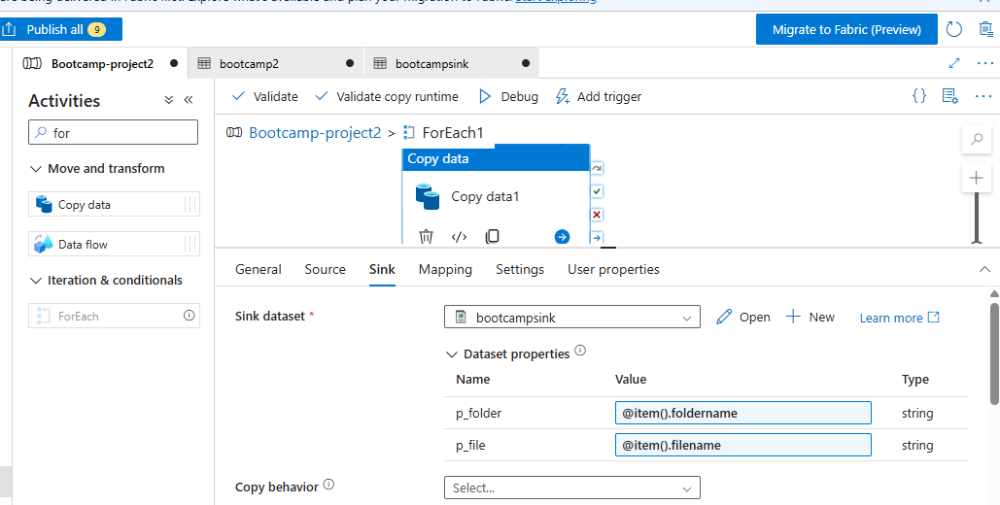 are being delivered in Fabric first. Explore what's available and plan your migration to Fabric. Start exploring
Publish all 9
Migrate to Fabric (Preview)
Bootcamp-project2
bootcamp2
bootcampsink
Activities
for
Move and transform
Copy data
Data flow
Iteration & conditionals
ForEach
Validate
Validate copy runtime
Debug
Add trigger
{}
Bootcamp-project2 > ForEach1
Copy data
Copy data1
General Source Sink Mapping Settings User properties
Sink dataset * bootcampsink Open New Learn more
Dataset properties
Name Value Type
p_folder @item().foldername string
p_file @item().filename string
Copy behavior Select...